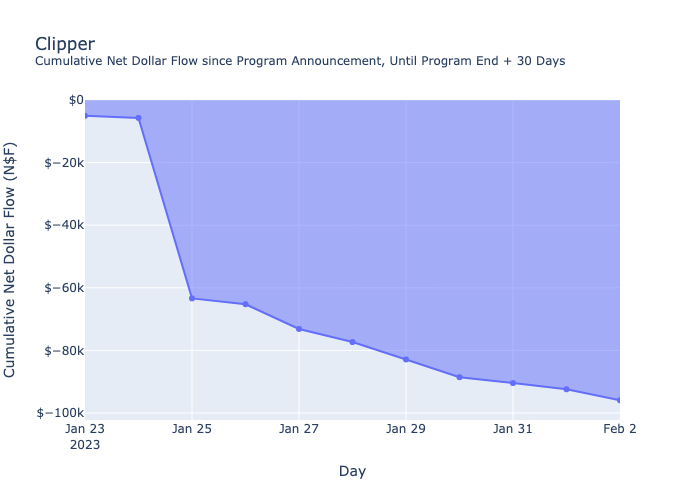 Clipper
Cumulative Net Dollar Flow since Program Announcement, Until Program End + 30 Days
Cumulative Net Dollar Flow (N$F)
$0
$−20k
$−40k
$−60k
$−80k
$−100k
Jan 23
2023
Jan 25
Jan 27
Jan 29
Jan 31
Feb 2
Day